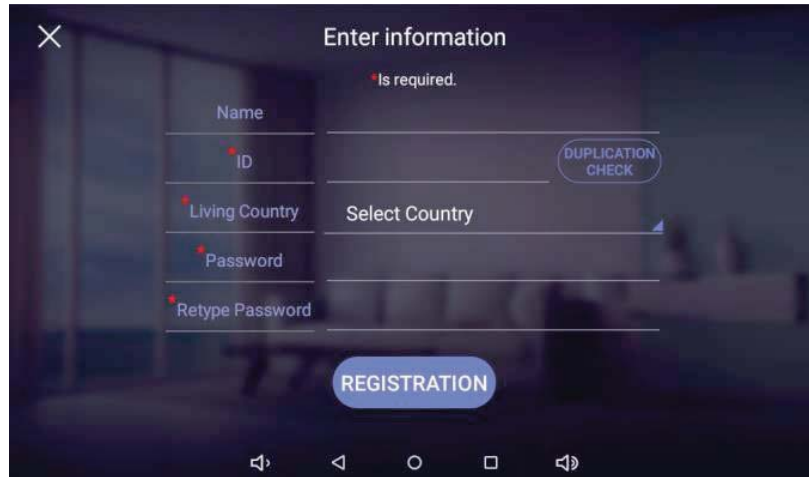 Enter information
*Is required.
Name
*ID
DUPLICATION
CHECK
*Living Country
Select Country
*Password
*Retype Password
REGISTRATION